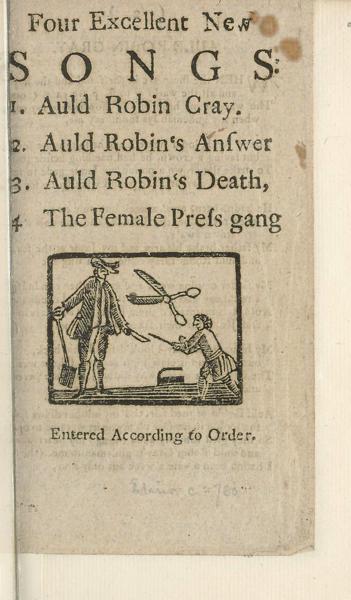 Four Excellent New
SONGS:
1. Auld Robin Cray.
2. Auld Robin's Anſwer
3. Auld Robin's Death,
4 The Female Preſs gang
Entered According to Order.